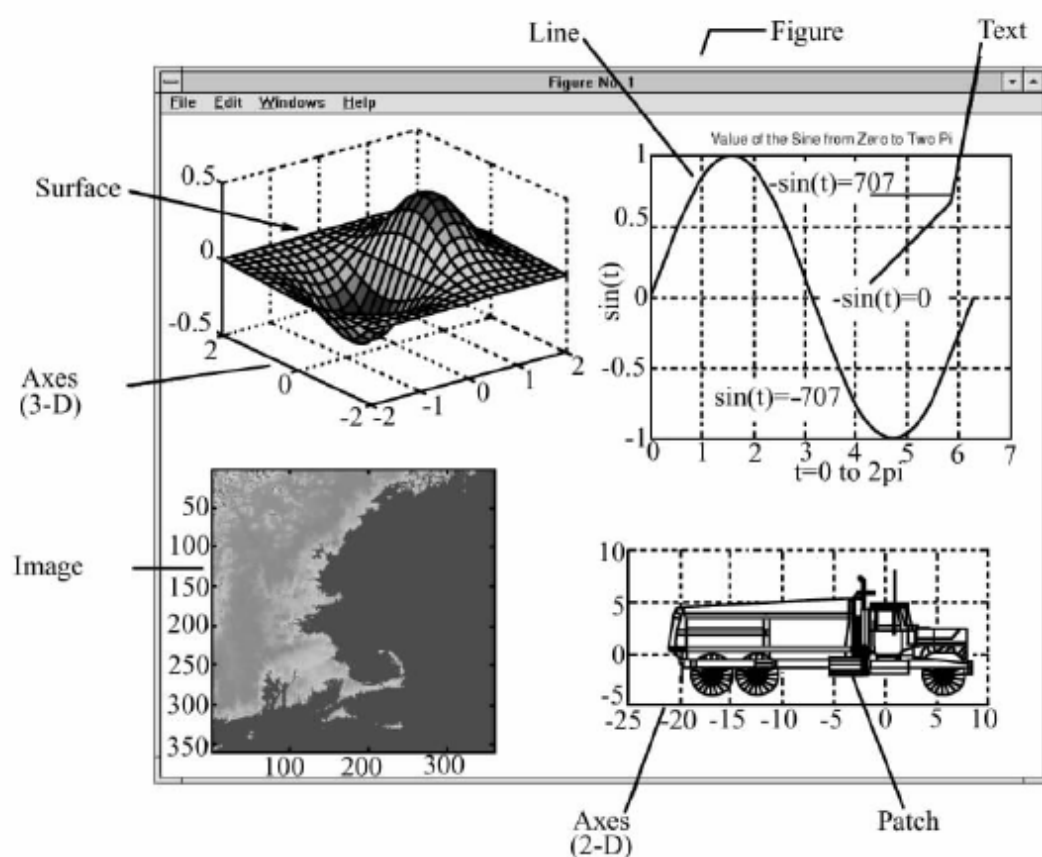 Line
Figure
Text
Figure No. 1
File Edit Windows Help
Surface
0.5
0
-0.5
2
0
-2
-2
-1
0
1
2
Axes
(3-D)
Value of the Sine from Zero to Two Pi
1
0.5
0
-0.5
-1
sin(t)
-sin(t)=707
-sin(t)=0
sin(t)=-707
0 1 2 3 4 5 6 7
t=0 to 2pi
Image
50
100
150
200
250
300
350
100 200 300
10
5
0
-5
-25 -20 -15 -10 -5 0 5 10
Axes
(2-D)
Patch